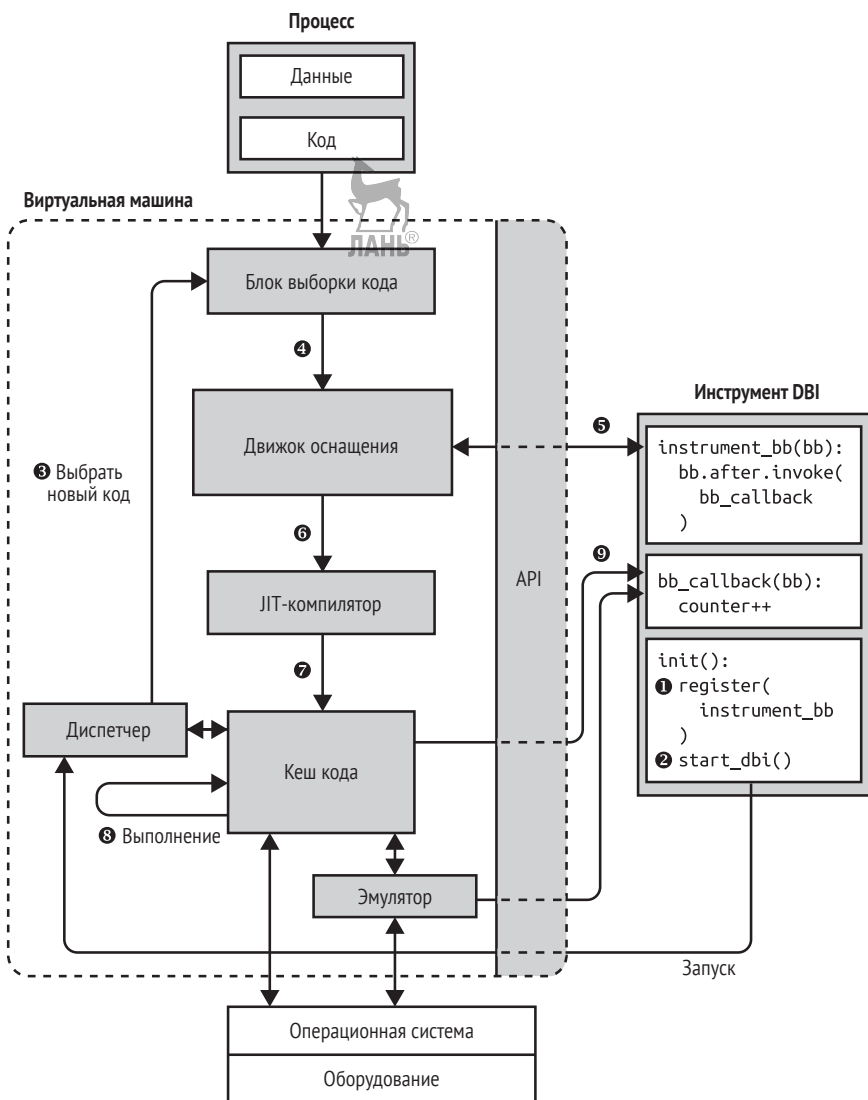 Процесс
Данные
Код
Виртуальная машина
ЛАНЬ®
Блок выборки кода
❹
Движок оснащения
❸ Выбрать
новый код
❻
JIT-компилятор
❼
Диспетчер
Кеш кода
❽ Выполнение
Эмулятор
API
Инструмент DBI
❺
instrument_bb(bb):
bb.after.invoke(
bb_callback
)
❾
bb_callback(bb):
counter++
init():
❶ register(
instrument_bb
)
❷ start_dbi()
Запуск
Операционная система
Оборудование